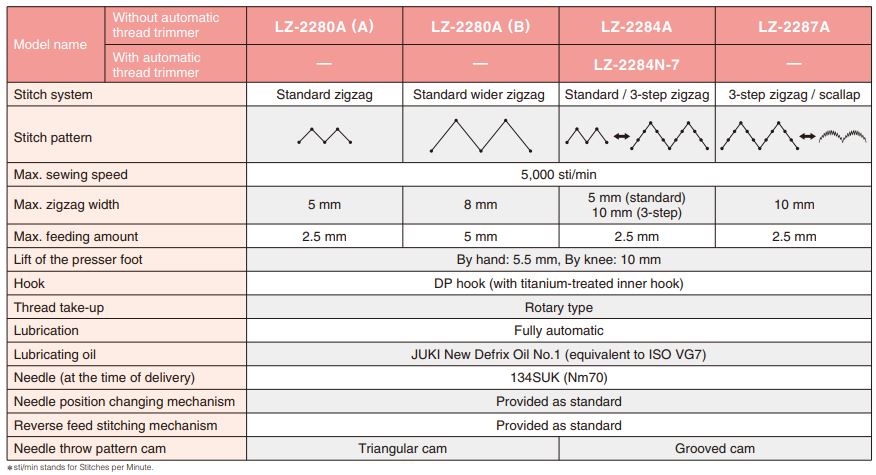 Model name
Without automatic
thread trimmer
LZ-2280A (A)
LZ-2280A (B)
LZ-2284A
LZ-2287A
With automatic
thread trimmer
—
—
LZ-2284N-7
—
Stitch system
Standard zigzag
Standard wider zigzag
Standard / 3-step zigzag
3-step zigzag / scallap
Stitch pattern
Max. sewing speed
5,000 sti/min
Max. zigzag width
5 mm
8 mm
5 mm (standard)
10 mm (3-step)
10 mm
Max. feeding amount
2.5 mm
5 mm
2.5 mm
2.5 mm
Lift of the presser foot
By hand: 5.5 mm, By knee: 10 mm
Hook
DP hook (with titanium-treated inner hook)
Thread take-up
Rotary type
Lubrication
Fully automatic
Lubricating oil
JUKI New Defrix Oil No.1 (equivalent to ISO VG7)
Needle (at the time of delivery)
134SUK (Nm70)
Needle position changing mechanism
Provided as standard
Reverse feed stitching mechanism
Provided as standard
Needle throw pattern cam
Triangular cam
Grooved cam
＊sti/min stands for Stitches per Minute.